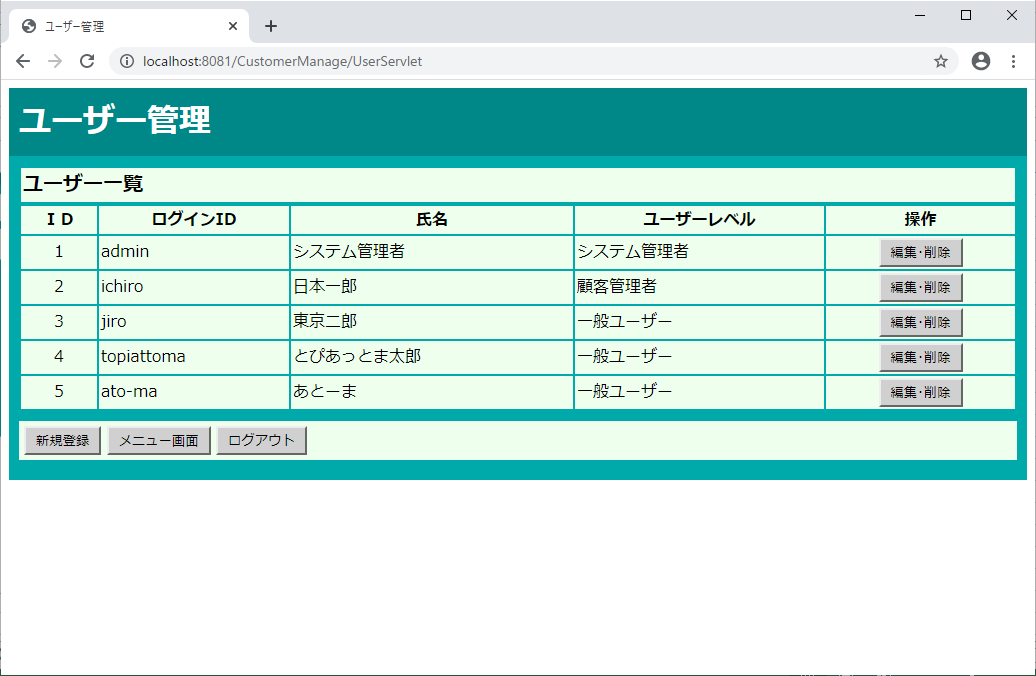 ユーザー管理
localhost:8081/CustomerManage/UserServlet
ユーザー管理
ユーザー一覧
ＩＤ ログインID 氏名 ユーザーレベル 操作
1 admin システム管理者 システム管理者 編集･削除
2 ichiro 日本一郎 顧客管理者 編集･削除
3 jiro 東京二郎 一般ユーザー 編集･削除
4 topiattoma とぴあっとま太郎 一般ユーザー 編集･削除
5 ato-ma あとーま 一般ユーザー 編集･削除
新規登録 メニュー画面 ログアウト